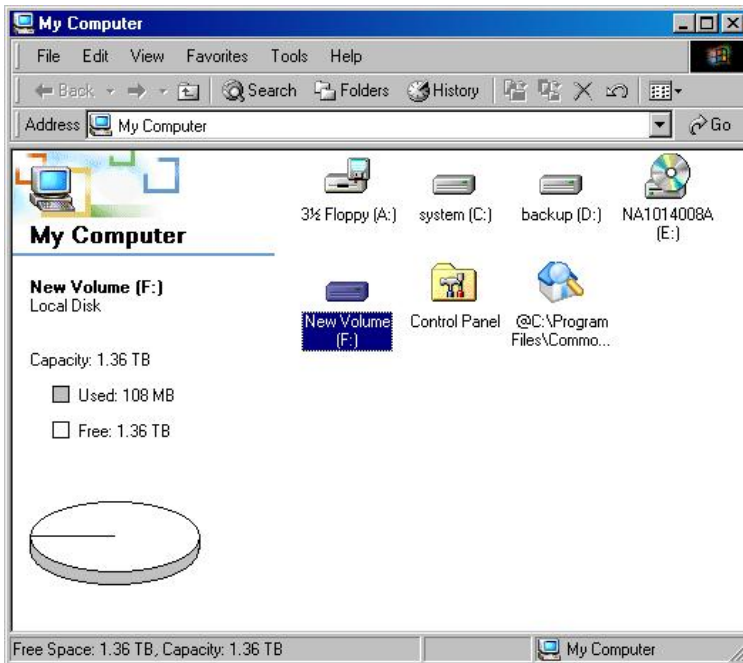 My Computer
File Edit View Favorites Tools Help
Back Search Folders History
Address My Computer Go
My Computer
New Volume (F:)
Local Disk
Capacity: 1.36 TB
Used: 108 MB
Free: 1.36 TB
3½ Floppy (A:) system (C:) backup (D:) NA1014008A
(E:)
New Volume Control Panel @C:\Program
(F:) Files\Commo...
Free Space: 1.36 TB, Capacity: 1.36 TB My Computer